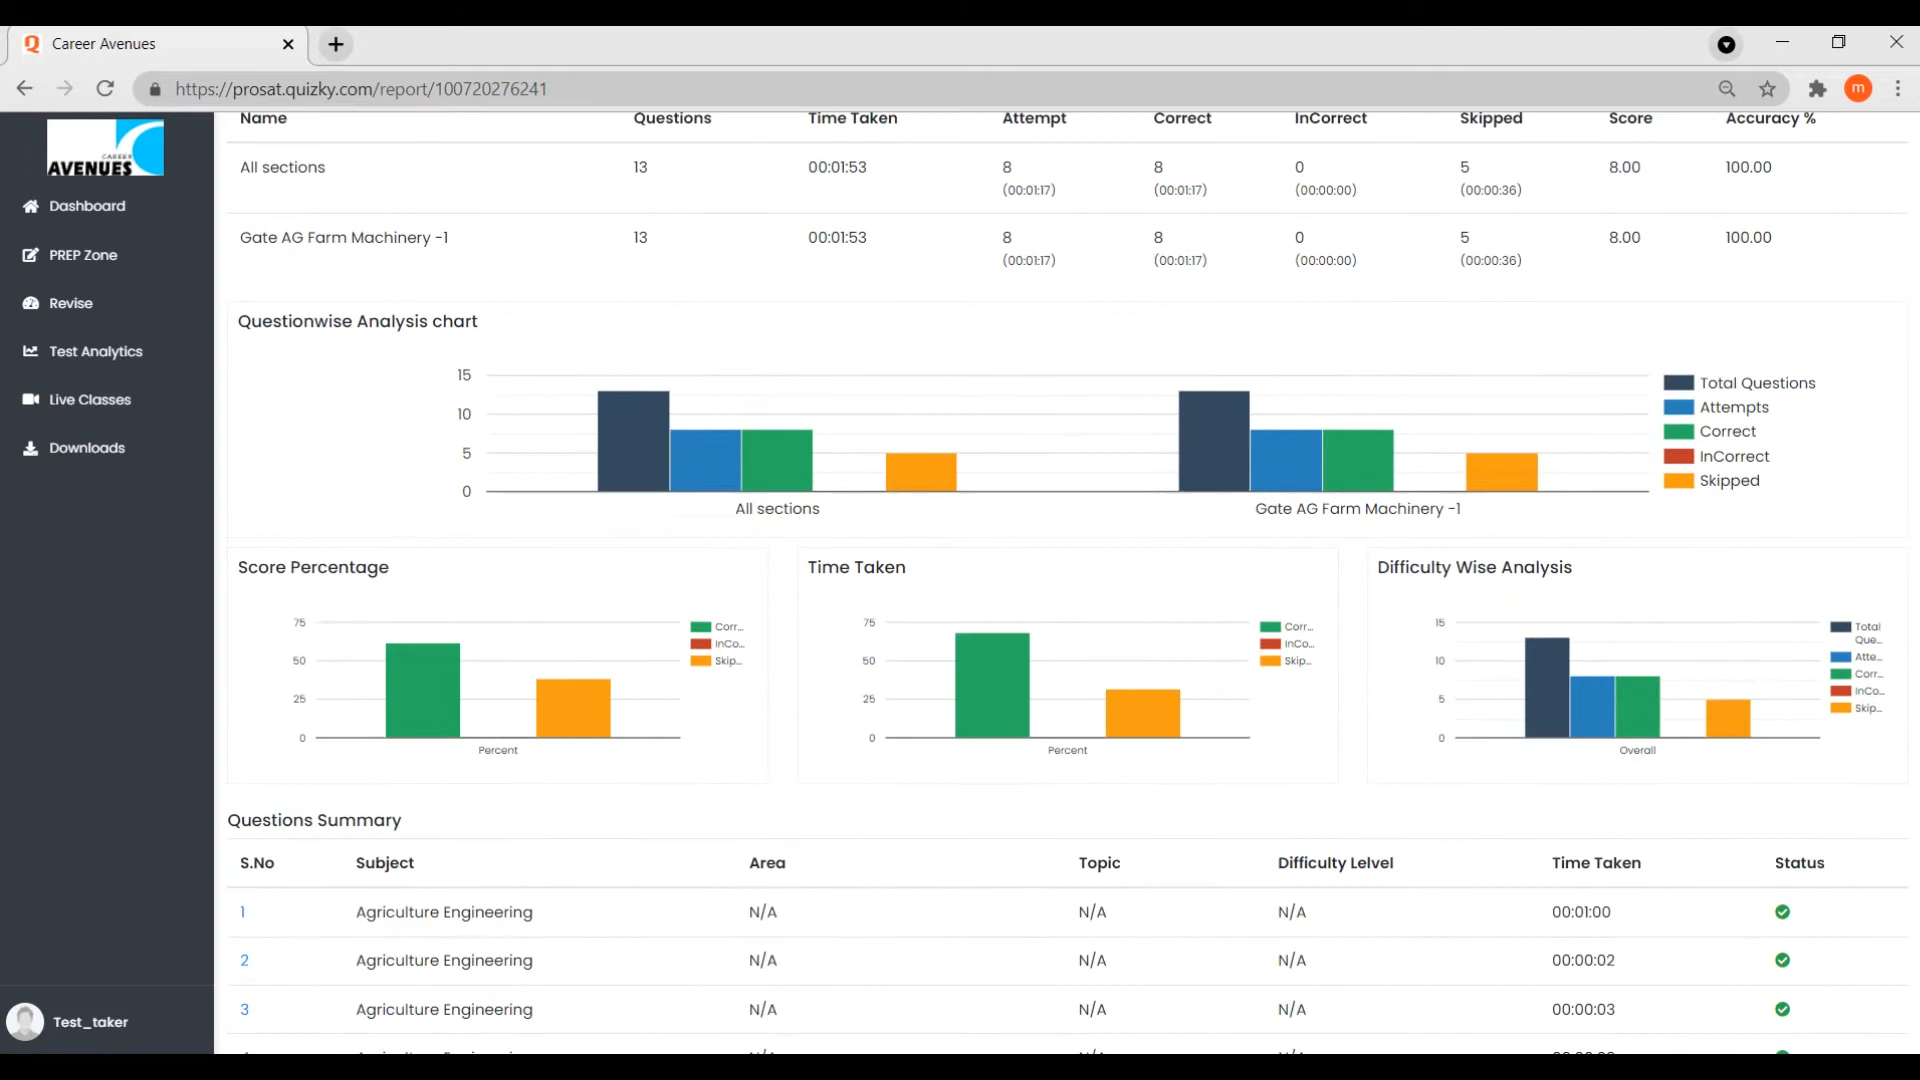 Career Avenues
https://prosat.quizky.com/report/100720276241
m
CAREER
AVENUES
Dashboard
PREP Zone
Revise
Test Analytics
Live Classes
Downloads
Test_taker
Name Questions Time Taken Attempt Correct InCorrect Skipped Score Accuracy %
All sections 13 00:01:53 8 8 0 5 8.00 100.00
(00:01:17) (00:01:17) (00:00:00) (00:00:36)
Gate AG Farm Machinery -1 13 00:01:53 8 8 0 5 8.00 100.00
(00:01:17) (00:01:17) (00:00:00) (00:00:36)
Questionwise Analysis chart
15
10
5
0
All sections Gate AG Farm Machinery -1
Total Questions
Attempts
Correct
InCorrect
Skipped
Score Percentage
75
50
25
0
Percent
Corr...
InCo...
Skip...
Time Taken
75
50
25
0
Percent
Corr...
InCo...
Skip...
Difficulty Wise Analysis
15
10
5
0
Overall
Total
Que...
Atte...
Corr...
InCo...
Skip...
Questions Summary
S.No Subject Area Topic Difficulty Lelvel Time Taken Status
1 Agriculture Engineering N/A N/A N/A 00:01:00
2 Agriculture Engineering N/A N/A N/A 00:00:02
3 Agriculture Engineering N/A N/A N/A 00:00:03